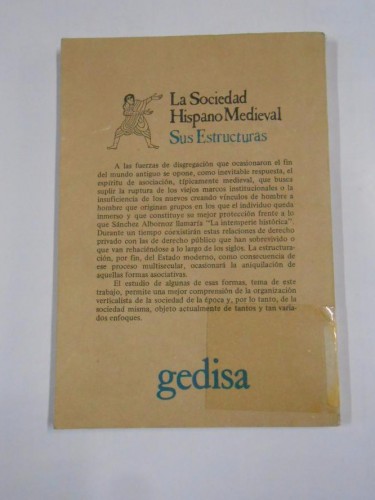 La Sociedad
Hispano Medieval
Sus Estructuras
A las fuerzas de disgregación que ocasionaron el fin
del mundo antiguo se opone, como inevitable respuesta, el
espíritu de asociación, típicamente medieval, que busca
suplir la ruptura de los viejos marcos institucionales o la
insuficiencia de los nuevos creando vínculos de hombre a
hombre que originan grupos en los que el individuo queda
inmerso y que constituye su mejor protección frente a lo
que Sánchez Albornoz llamaría "La intemperie histórica".
Durante un tiempo coexistirán estas relaciones de derecho
privado con las de derecho público que han sobrevivido o
que van rehaciéndose a lo largo de los siglos. La estructura-
ción, por fin, del Estado moderno, como consecuencia de
ese proceso multisecular, ocasionará la aniquilación de
aquellas formas asociativas.
El estudio de algunas de esas formas, tema de este
trabajo, permite una mejor comprensión de la organización
verticalista de la sociedad de la época y, por lo tanto, de la
sociedad misma, objeto actualmente de tantos y tan varia-
dos enfoques.
gedisa